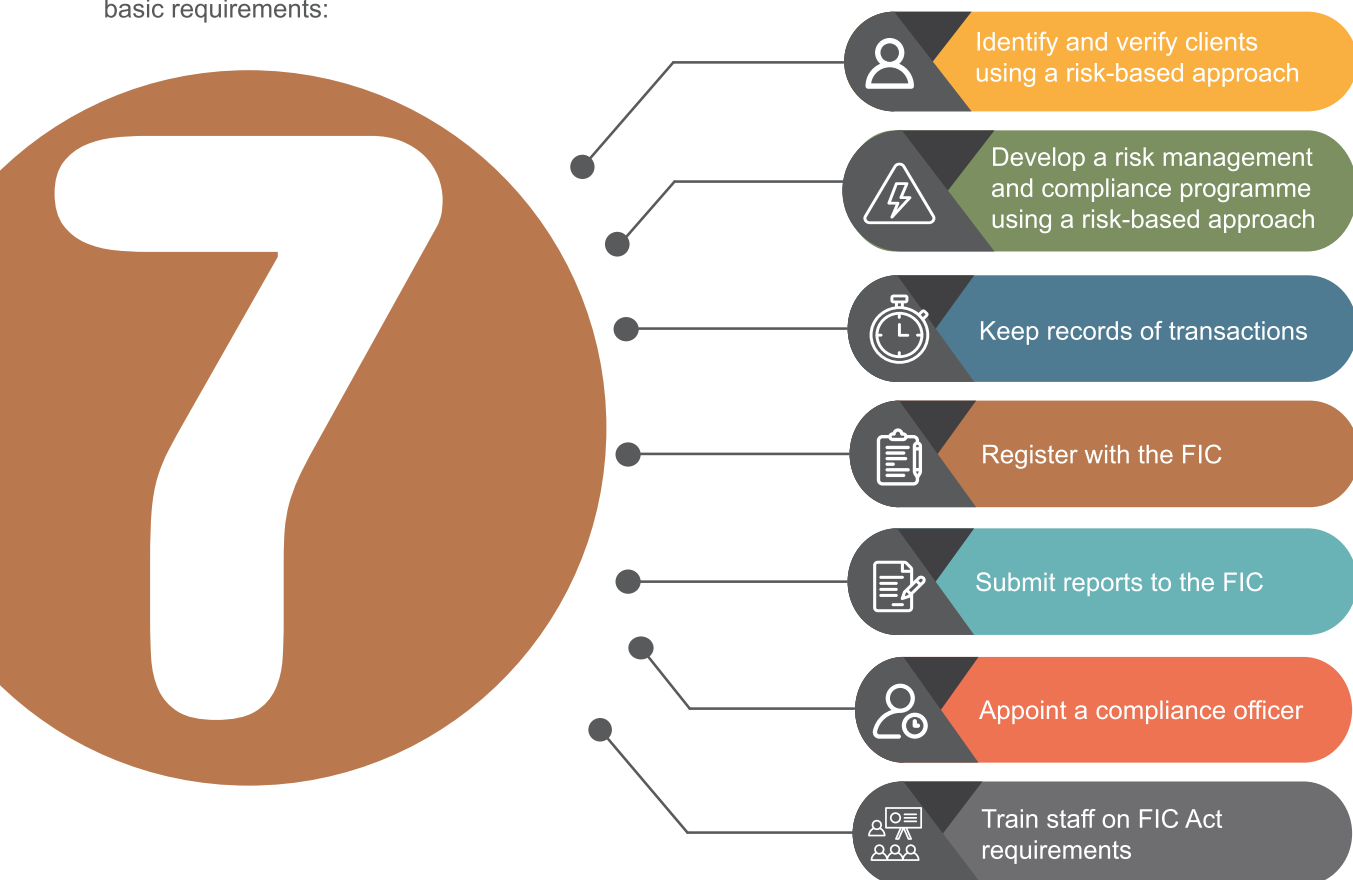 basic requirements:
7
Identify and verify clients
using a risk-based approach
Develop a risk management
and compliance programme
using a risk-based approach
Keep records of transactions
Register with the FIC
Submit reports to the FIC
Appoint a compliance officer
Train staff on FIC Act
requirements